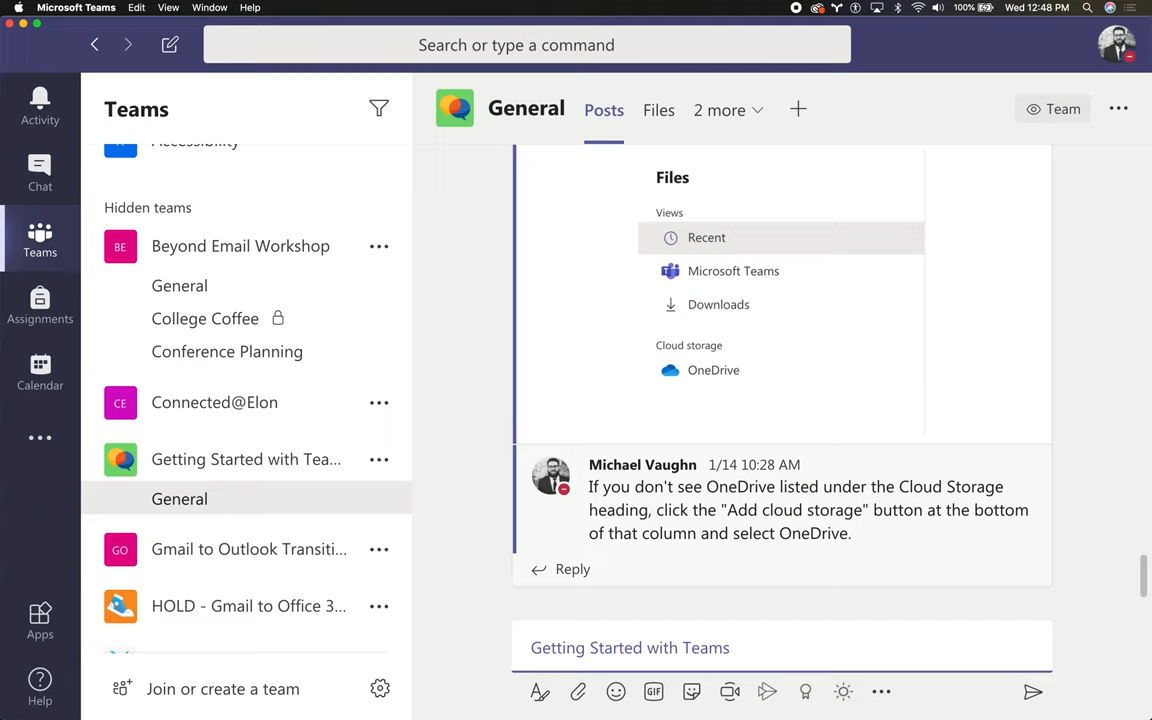 Microsoft Teams Edit View Window Help 100% Wed 12:48 PM
Search or type a command
Activity
Chat
Teams
Assignments
Calendar
Apps
Help
Teams
Accessibility
Hidden teams
BE Beyond Email Workshop
General
College Coffee
Conference Planning
CE Connected@Elon
Getting Started with Tea...
General
GO Gmail to Outlook Transiti...
HOLD - Gmail to Office 3...
Join or create a team
General Posts Files 2 more Team
Files
Views
Recent
Microsoft Teams
Downloads
Cloud storage
OneDrive
Michael Vaughn 1/14 10:28 AM
If you don't see OneDrive listed under the Cloud Storage
heading, click the "Add cloud storage" button at the bottom
of that column and select OneDrive.
Reply
Getting Started with Teams
GIF